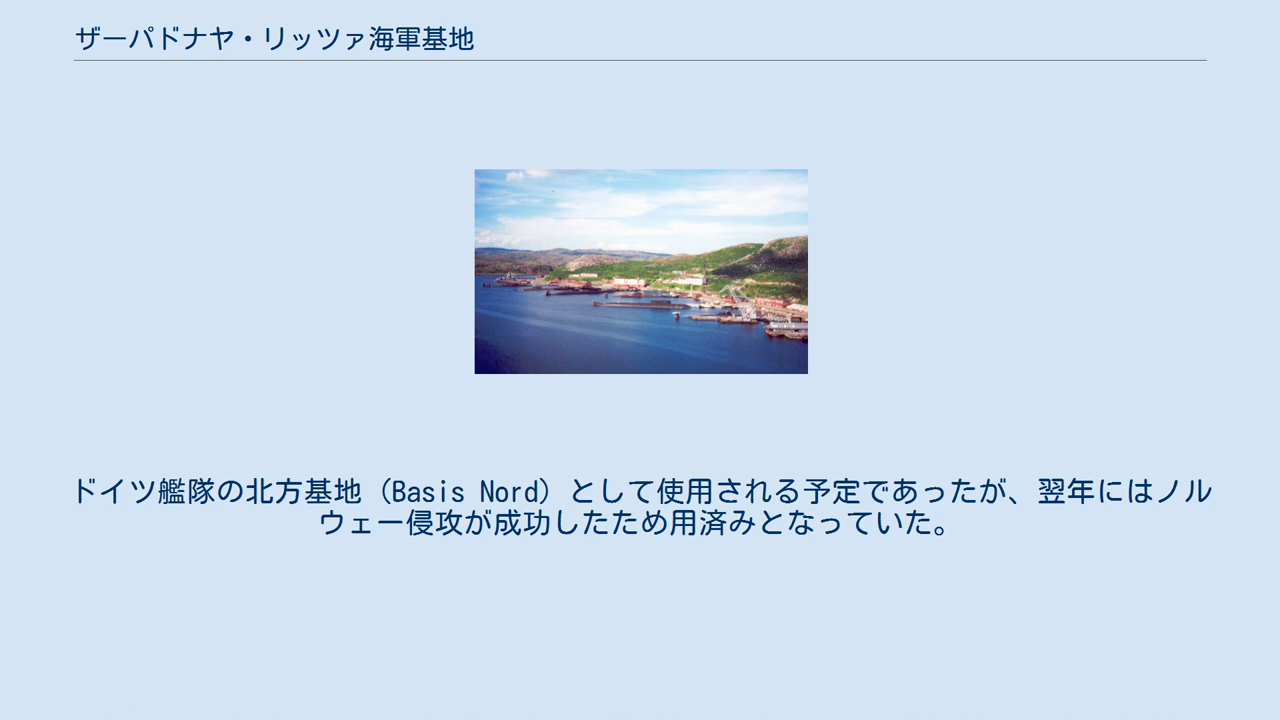 ザーパドナヤ・リッツァ海軍基地
ドイツ艦隊の北方基地（Basis Nord）として使用される予定であったが、翌年にはノル
ウェー侵攻が成功したため用済みとなっていた。